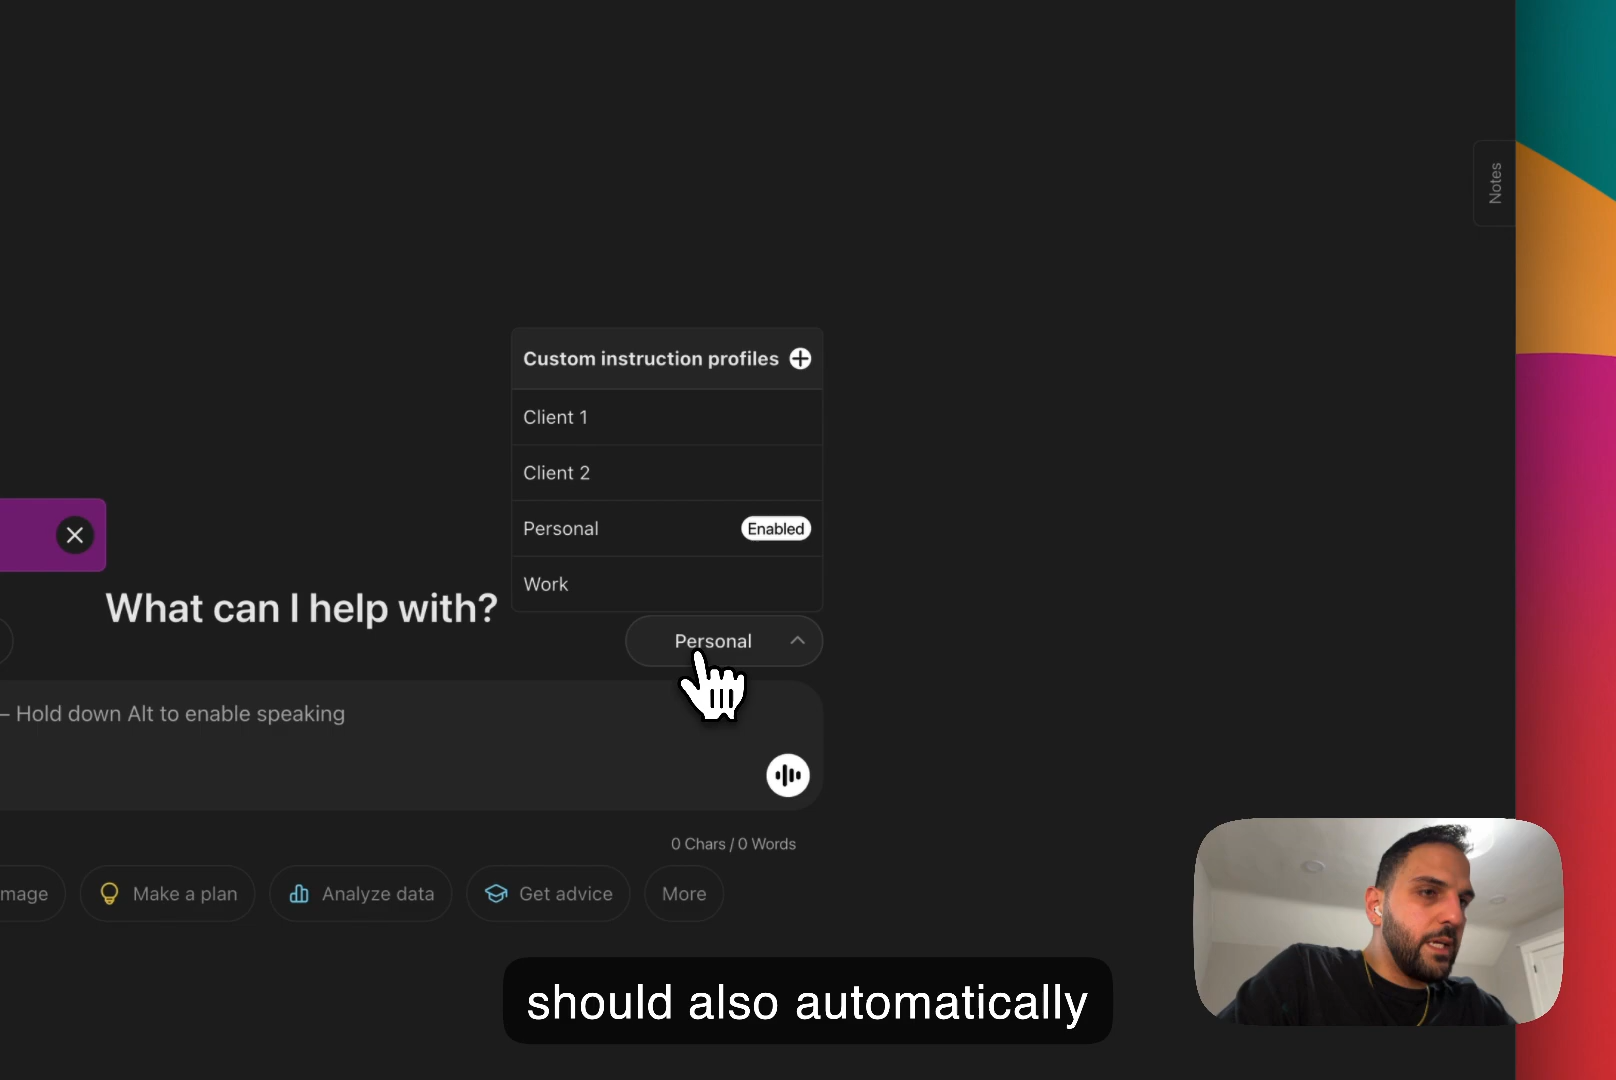 Notes
Custom instruction profiles
Client 1
Client 2
Personal Enabled
Work
What can I help with?
Personal
– Hold down Alt to enable speaking
0 Chars / 0 Words
mage
Make a plan
Analyze data
Get advice
More
should also automatically